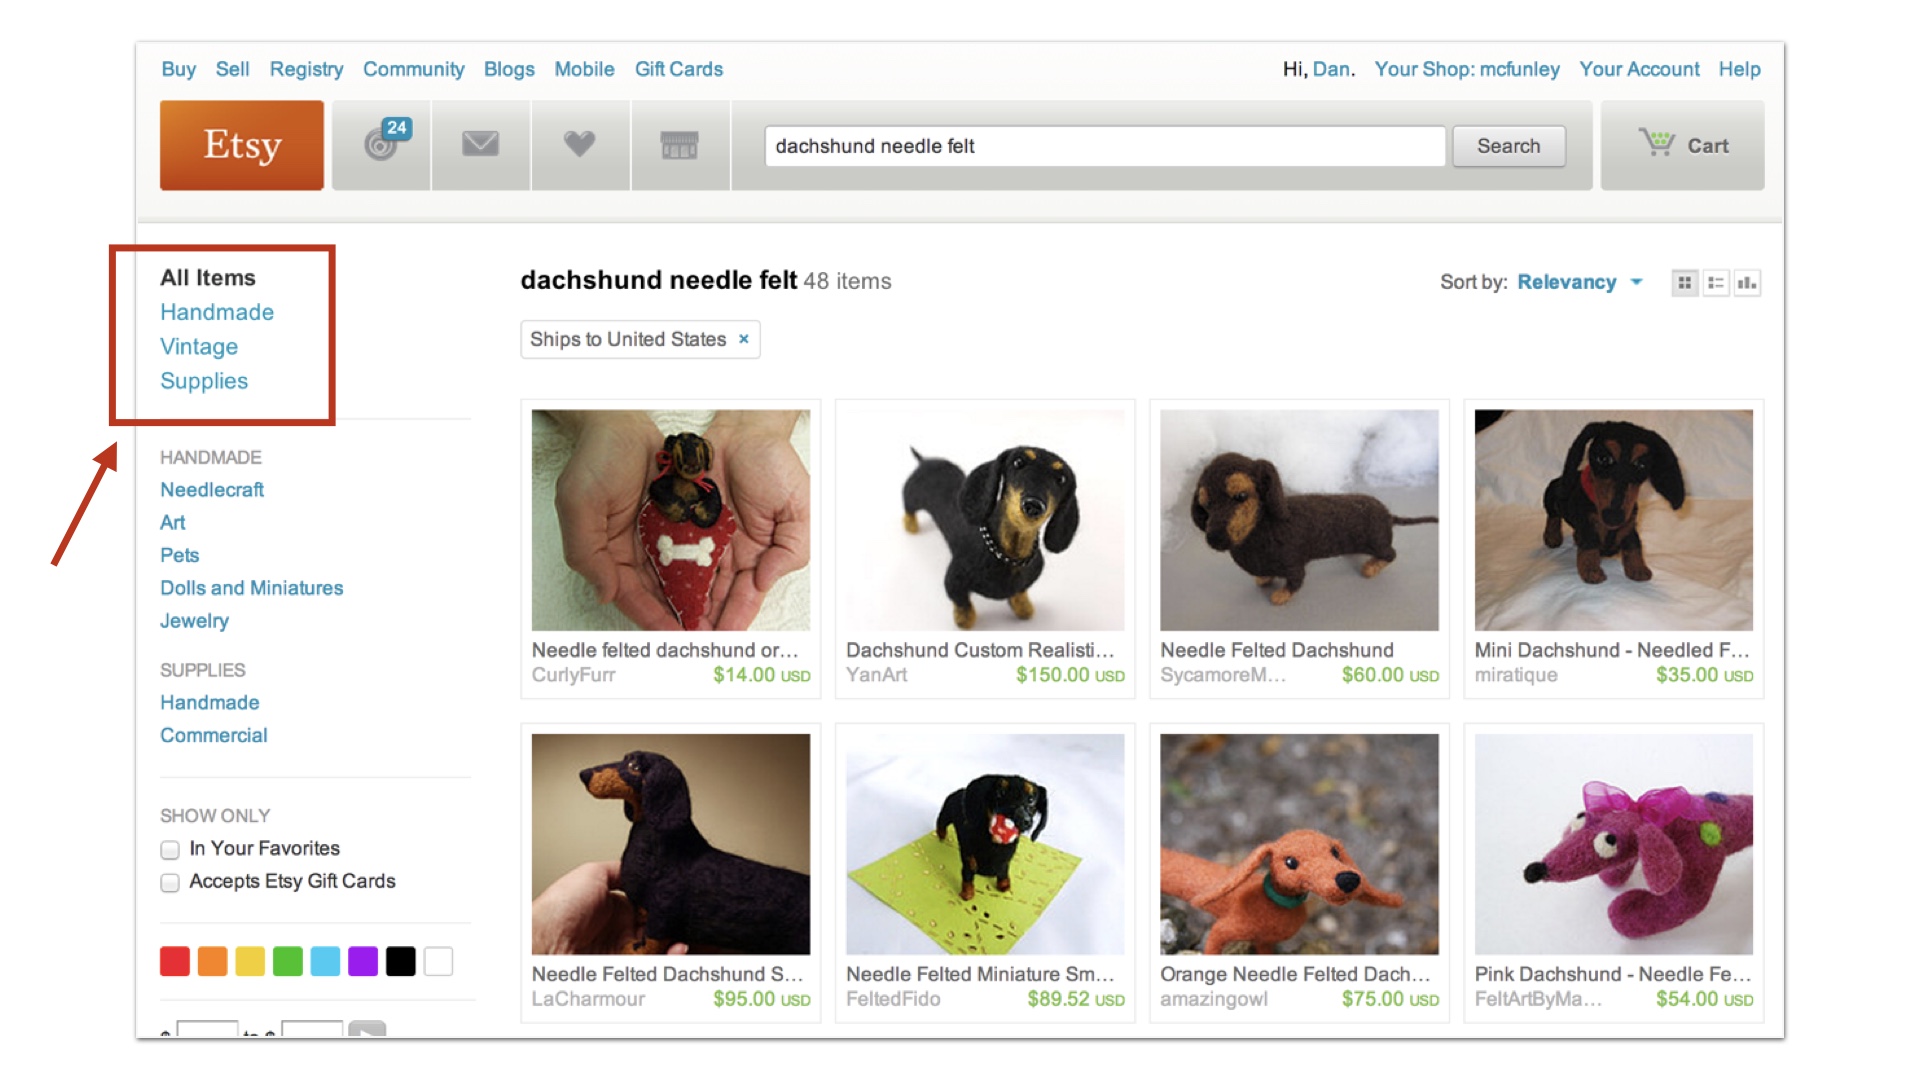 Buy Sell Registry Community Blogs Mobile Gift Cards
Hi, Dan. Your Shop: mcfunley Your Account Help
Etsy
24
dachshund needle felt
Search
Cart
All Items
Handmade
Vintage
Supplies
HANDMADE
Needlecraft
Art
Pets
Dolls and Miniatures
Jewelry
SUPPLIES
Handmade
Commercial
SHOW ONLY
In Your Favorites
Accepts Etsy Gift Cards
dachshund needle felt 48 items
Sort by: Relevancy
Ships to United States ×
Needle felted dachshund or...
CurlyFurr $14.00 USD
Dachshund Custom Realisti...
YanArt $150.00 USD
Needle Felted Dachshund
SycamoreM... $60.00 USD
Mini Dachshund - Needled F...
miratique $35.00 USD
Needle Felted Dachshund S...
LaCharmour $95.00 USD
Needle Felted Miniature Sm...
FeltedFido $89.52 USD
Orange Needle Felted Dach...
amazingowl $75.00 USD
Pink Dachshund - Needle Fe...
FeltArtByMa... $54.00 USD